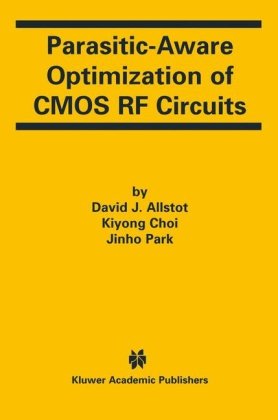 Parasitic-Aware
Optimization of
CMOS RF Circuits
by
David J. Allstot
Kiyong Choi
Jinho Park
Kluwer Academic Publishers